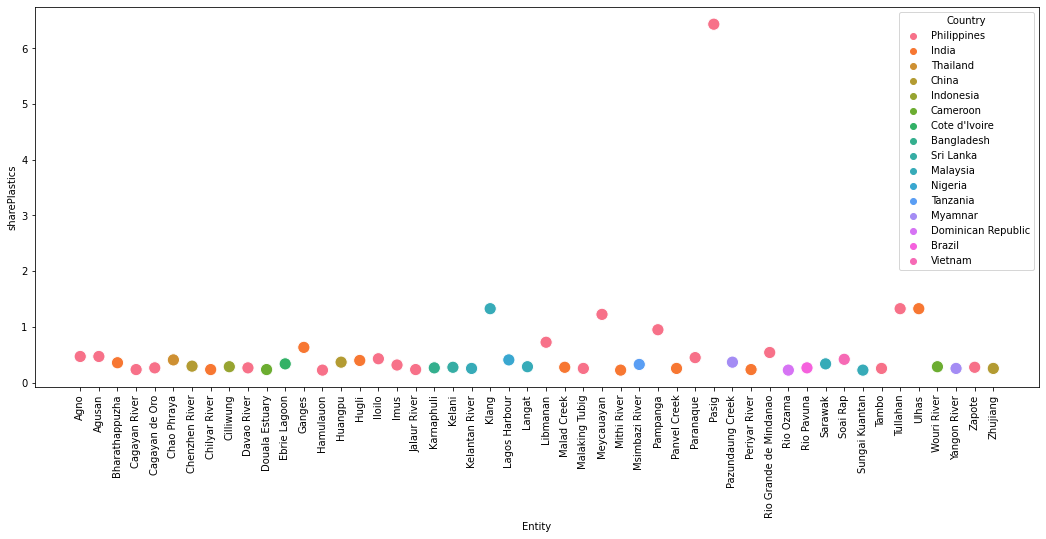 Country
Philippines
India
Thailand
China
Indonesia
Cameroon
Cote d'Ivoire
Bangladesh
Sri Lanka
Malaysia
Nigeria
Tanzania
Myanmar
Dominican Republic
Brazil
Vietnam
6
5
4
3
2
1
0
sharePlastics
Agno
Agusan
Bharathappuzha
Cagayan River
Cagayan de Oro
Chao Phraya
Chenzhen River
Chilyar River
Cilliwung
Davao River
Douala Estuary
Ebrie Lagoon
Ganges
Hamulauon
Huangpu
Hugli
Iloilo
Imus
Jalaur River
Karnaphuli
Kelani
Kelantan River
Klang
Lagos Harbour
Langat
Libmanan
Malad Creek
Malaking Tubig
Meycauayan
Mithi River
Msimbazi River
Pampanga
Panvel Creek
Paranaque
Pasig
Pazundaung Creek
Periyar River
Rio Grande de Mindanao
Rio Ozama
Rio Pavuna
Sarawak
Soai Rap
Sungai Kuantan
Tambo
Tullahan
Ulhas
Wouri River
Yangon River
Zapote
Zhujiang
Entity